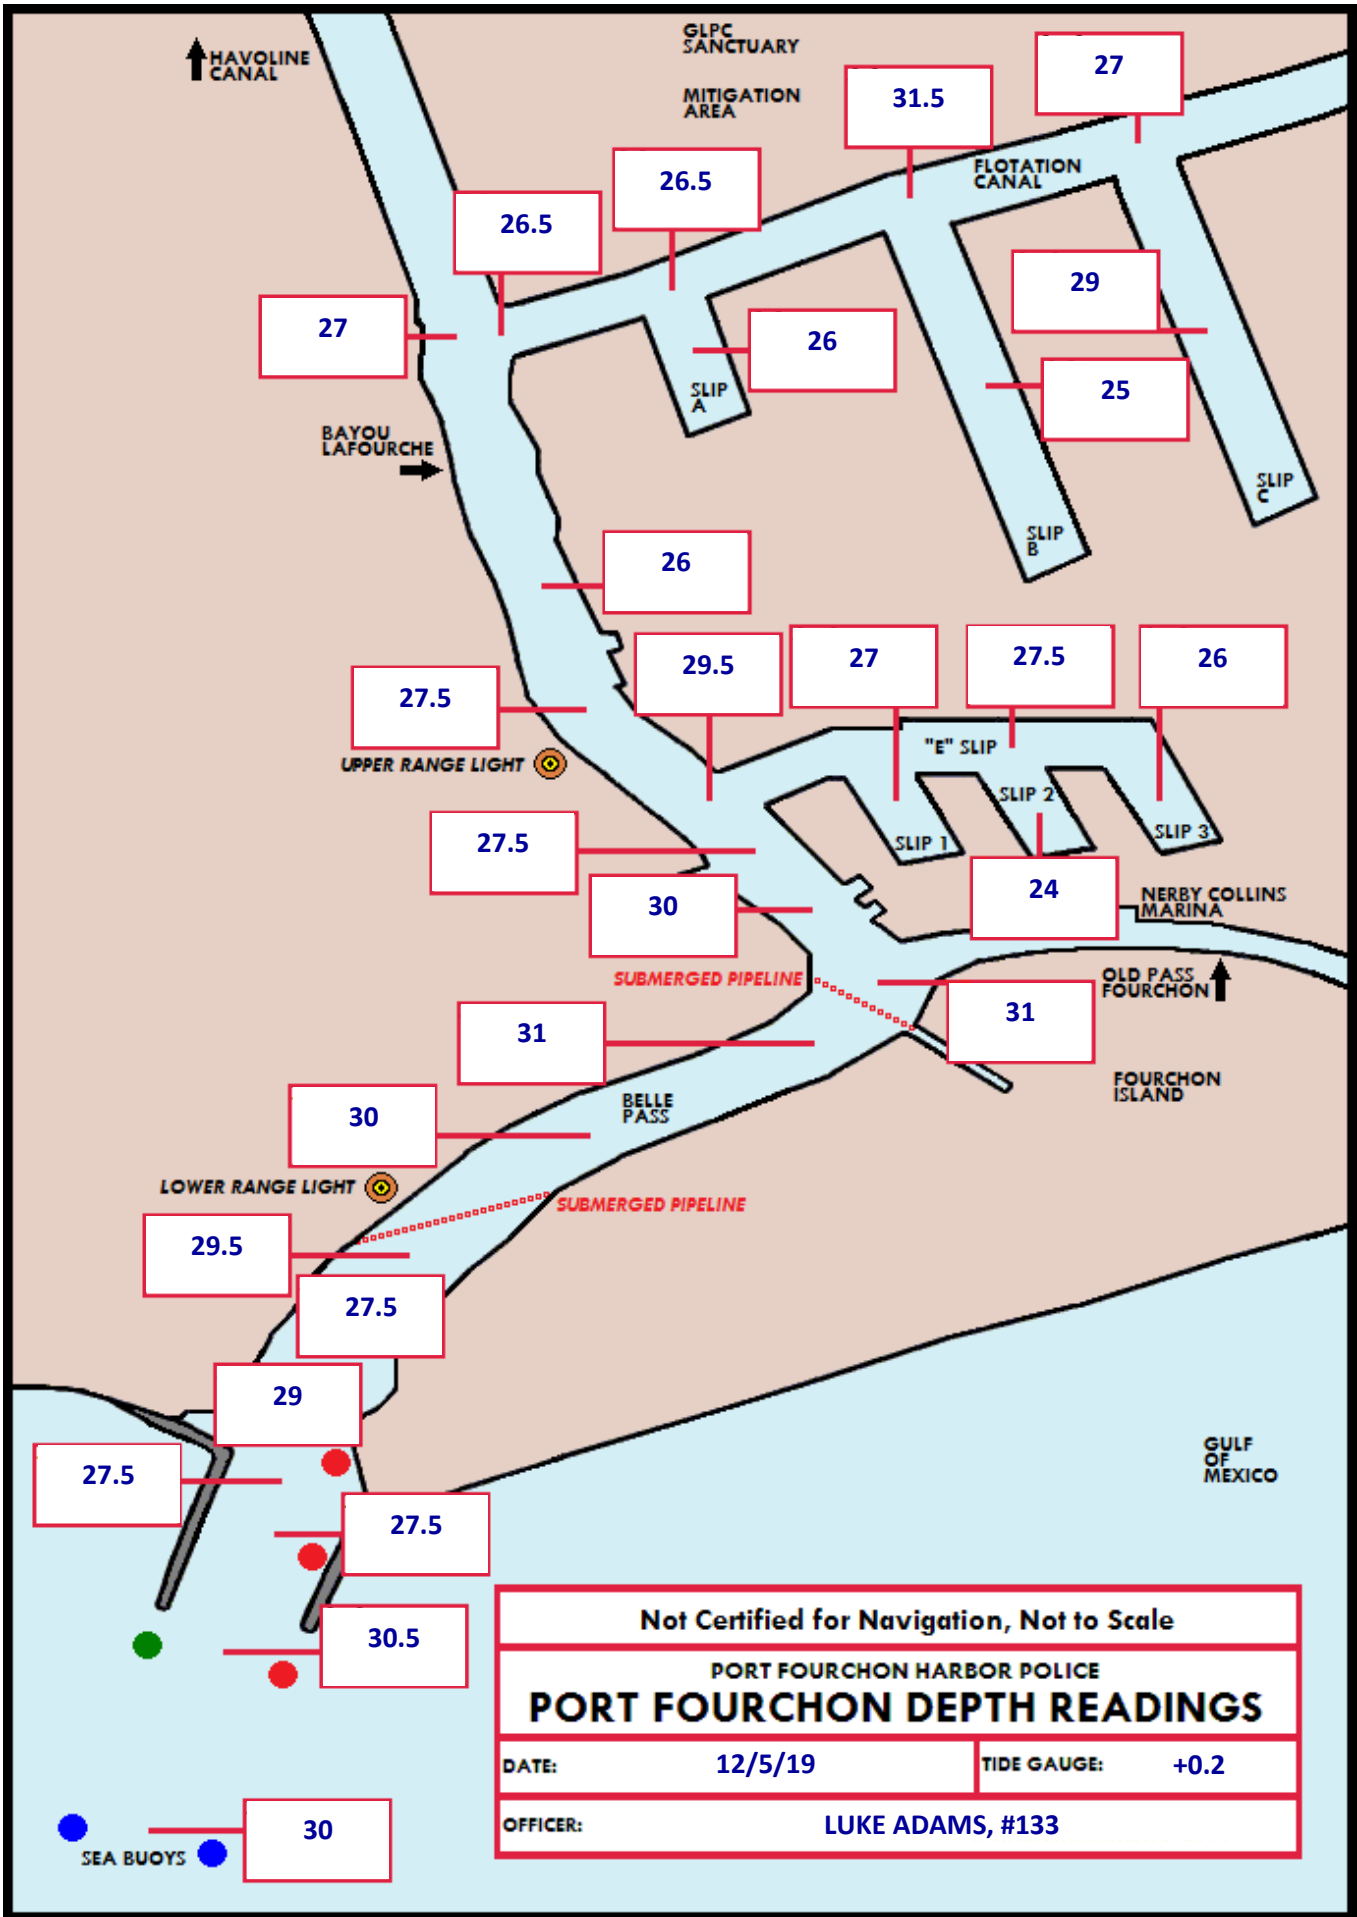 GLPC
SANCTUARY
HAVOLINE
CANAL
27
MITIGATION
AREA
31.5
FLOTATION
CANAL
26.5
26.5
29
27
26
25
SLIP
A
BAYOU
LAFOURCHE
SLIP
C
SLIP
B
26
29.5
27
27.5
26
27.5
"E" SLIP
UPPER RANGE LIGHT
SLIP 2
SLIP 1
SLIP 3
27.5
24
30
NERBY COLLINS
MARINA
SUBMERGED PIPELINE
OLD PASS
FOURCHON
31
31
FOURCHON
ISLAND
BELLE
PASS
30
LOWER RANGE LIGHT
SUBMERGED PIPELINE
29.5
27.5
29
GULF
OF
MEXICO
27.5
27.5
30.5
Not Certified for Navigation, Not to Scale
PORT FOURCHON HARBOR POLICE
PORT FOURCHON DEPTH READINGS
DATE: 12/5/19 TIDE GAUGE: +0.2
OFFICER: LUKE ADAMS, #133
30
SEA BUOYS